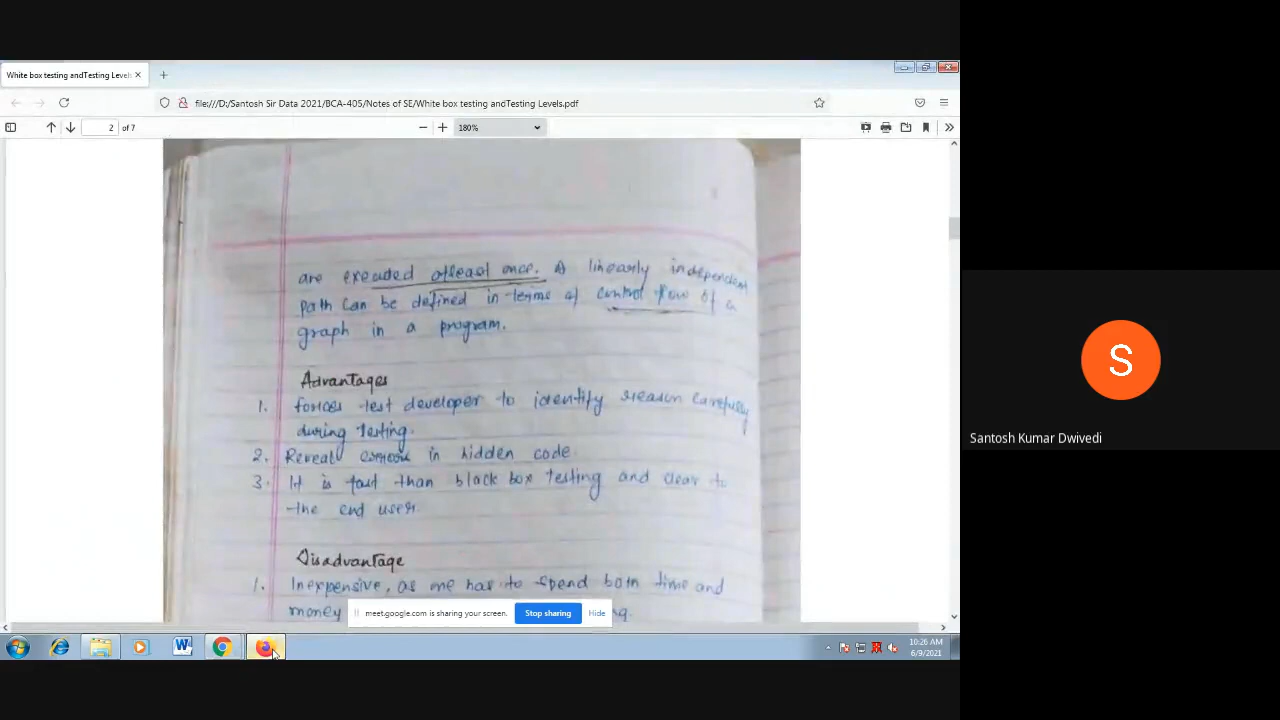 White box testing andTesting Levels
file:///D:/Santosh Sir Data 2021/BCA-405/Notes of SE/White box testing andTesting Levels.pdf
2 of 7
180%
are executed atleast once. A linearly independent
path can be defined in terms of control flow of a
graph in a program.
Advantages
1. forces test developer to identify reason carefully
during Testing.
2. Reveal errors in hidden code.
3. It is fast than black box testing and clear to
the end user.
Disadvantage
1. Inexpensive, as one has to spend both time and
money
meet.google.com is sharing your screen. Stop sharing Hide
10:26 AM
6/9/2021
S
Santosh Kumar Dwivedi